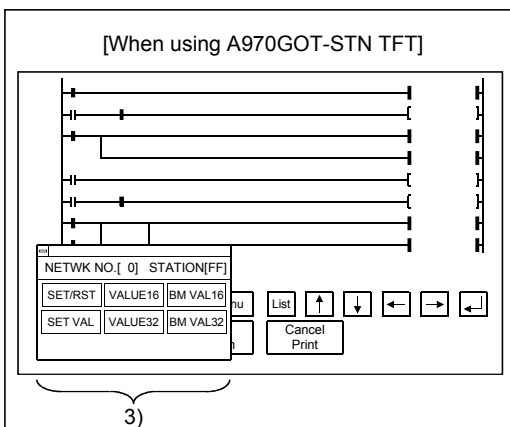 [When using A970GOT-STN TFT]
NETWK NO.[ 0] STATION[FF]
SET/RST VALUE16 BM VAL16
nu List ↑ ↓ ← → ↵
SET VAL VALUE32 BM VAL32
n Cancel
Print
3)